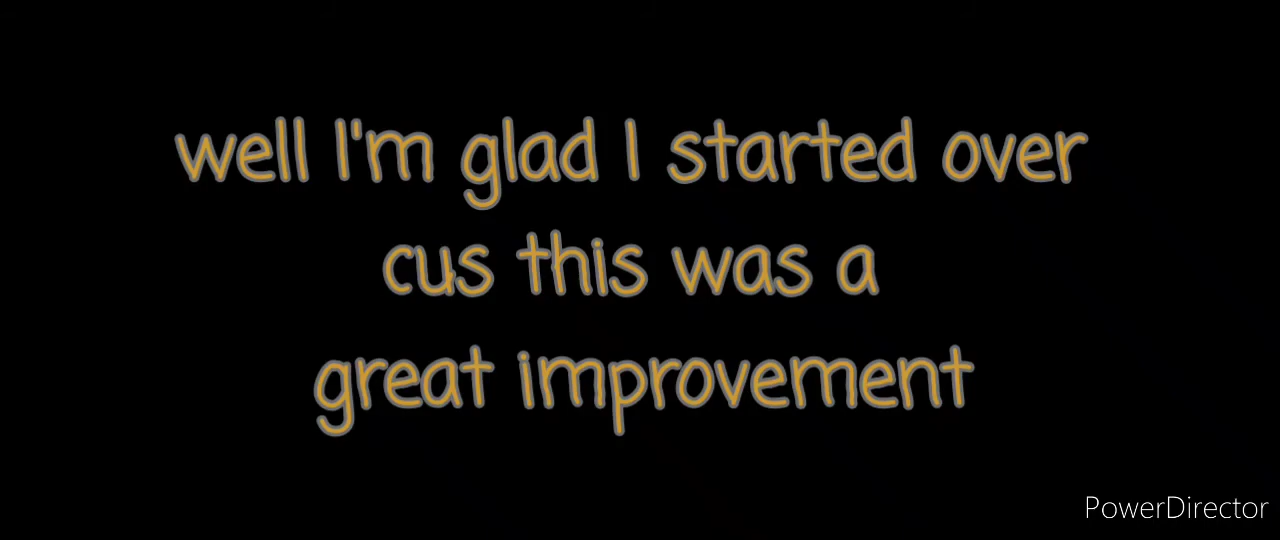 well I'm glad I started over
cus this was a
great improvement
PowerDirector